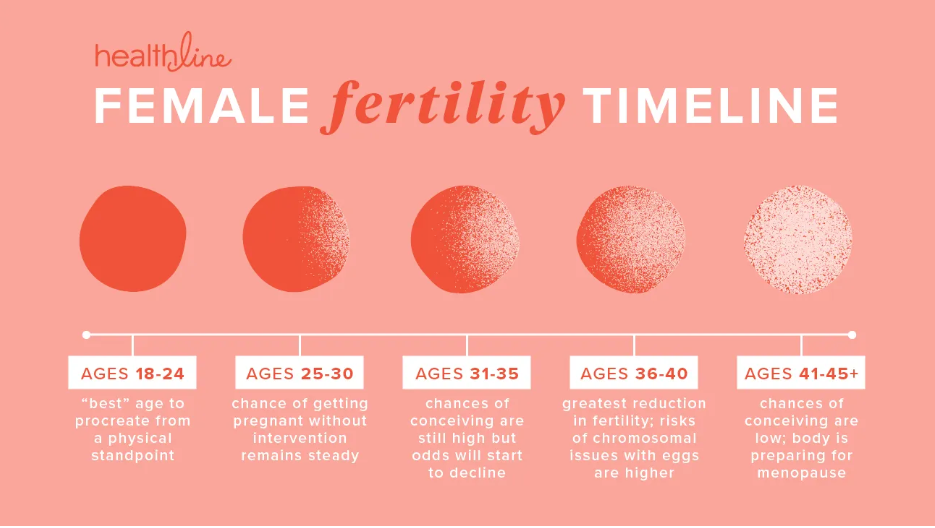 healthline
FEMALE fertility TIMELINE
AGES 18-24
“best” age to
procreate from
a physical
standpoint
AGES 25-30
chance of getting
pregnant without
intervention
remains steady
AGES 31-35
chances of
conceiving are
still high but
odds will start
to decline
AGES 36-40
greatest reduction
in fertility; risks
of chromosomal
issues with eggs
are higher
AGES 41-45+
chances of
conceiving are
low; body is
preparing for
menopause